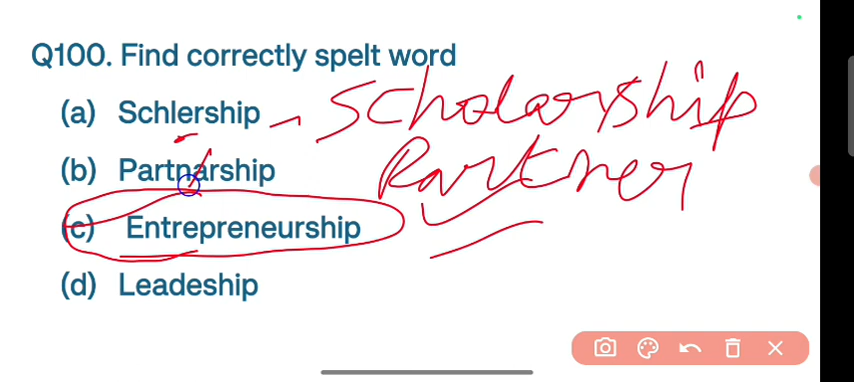 Q100. Find correctly spelt word
(a) Schlership
Scholarship
(b) Partnarship
Partner
(c) Entrepreneurship
(d) Leadeship